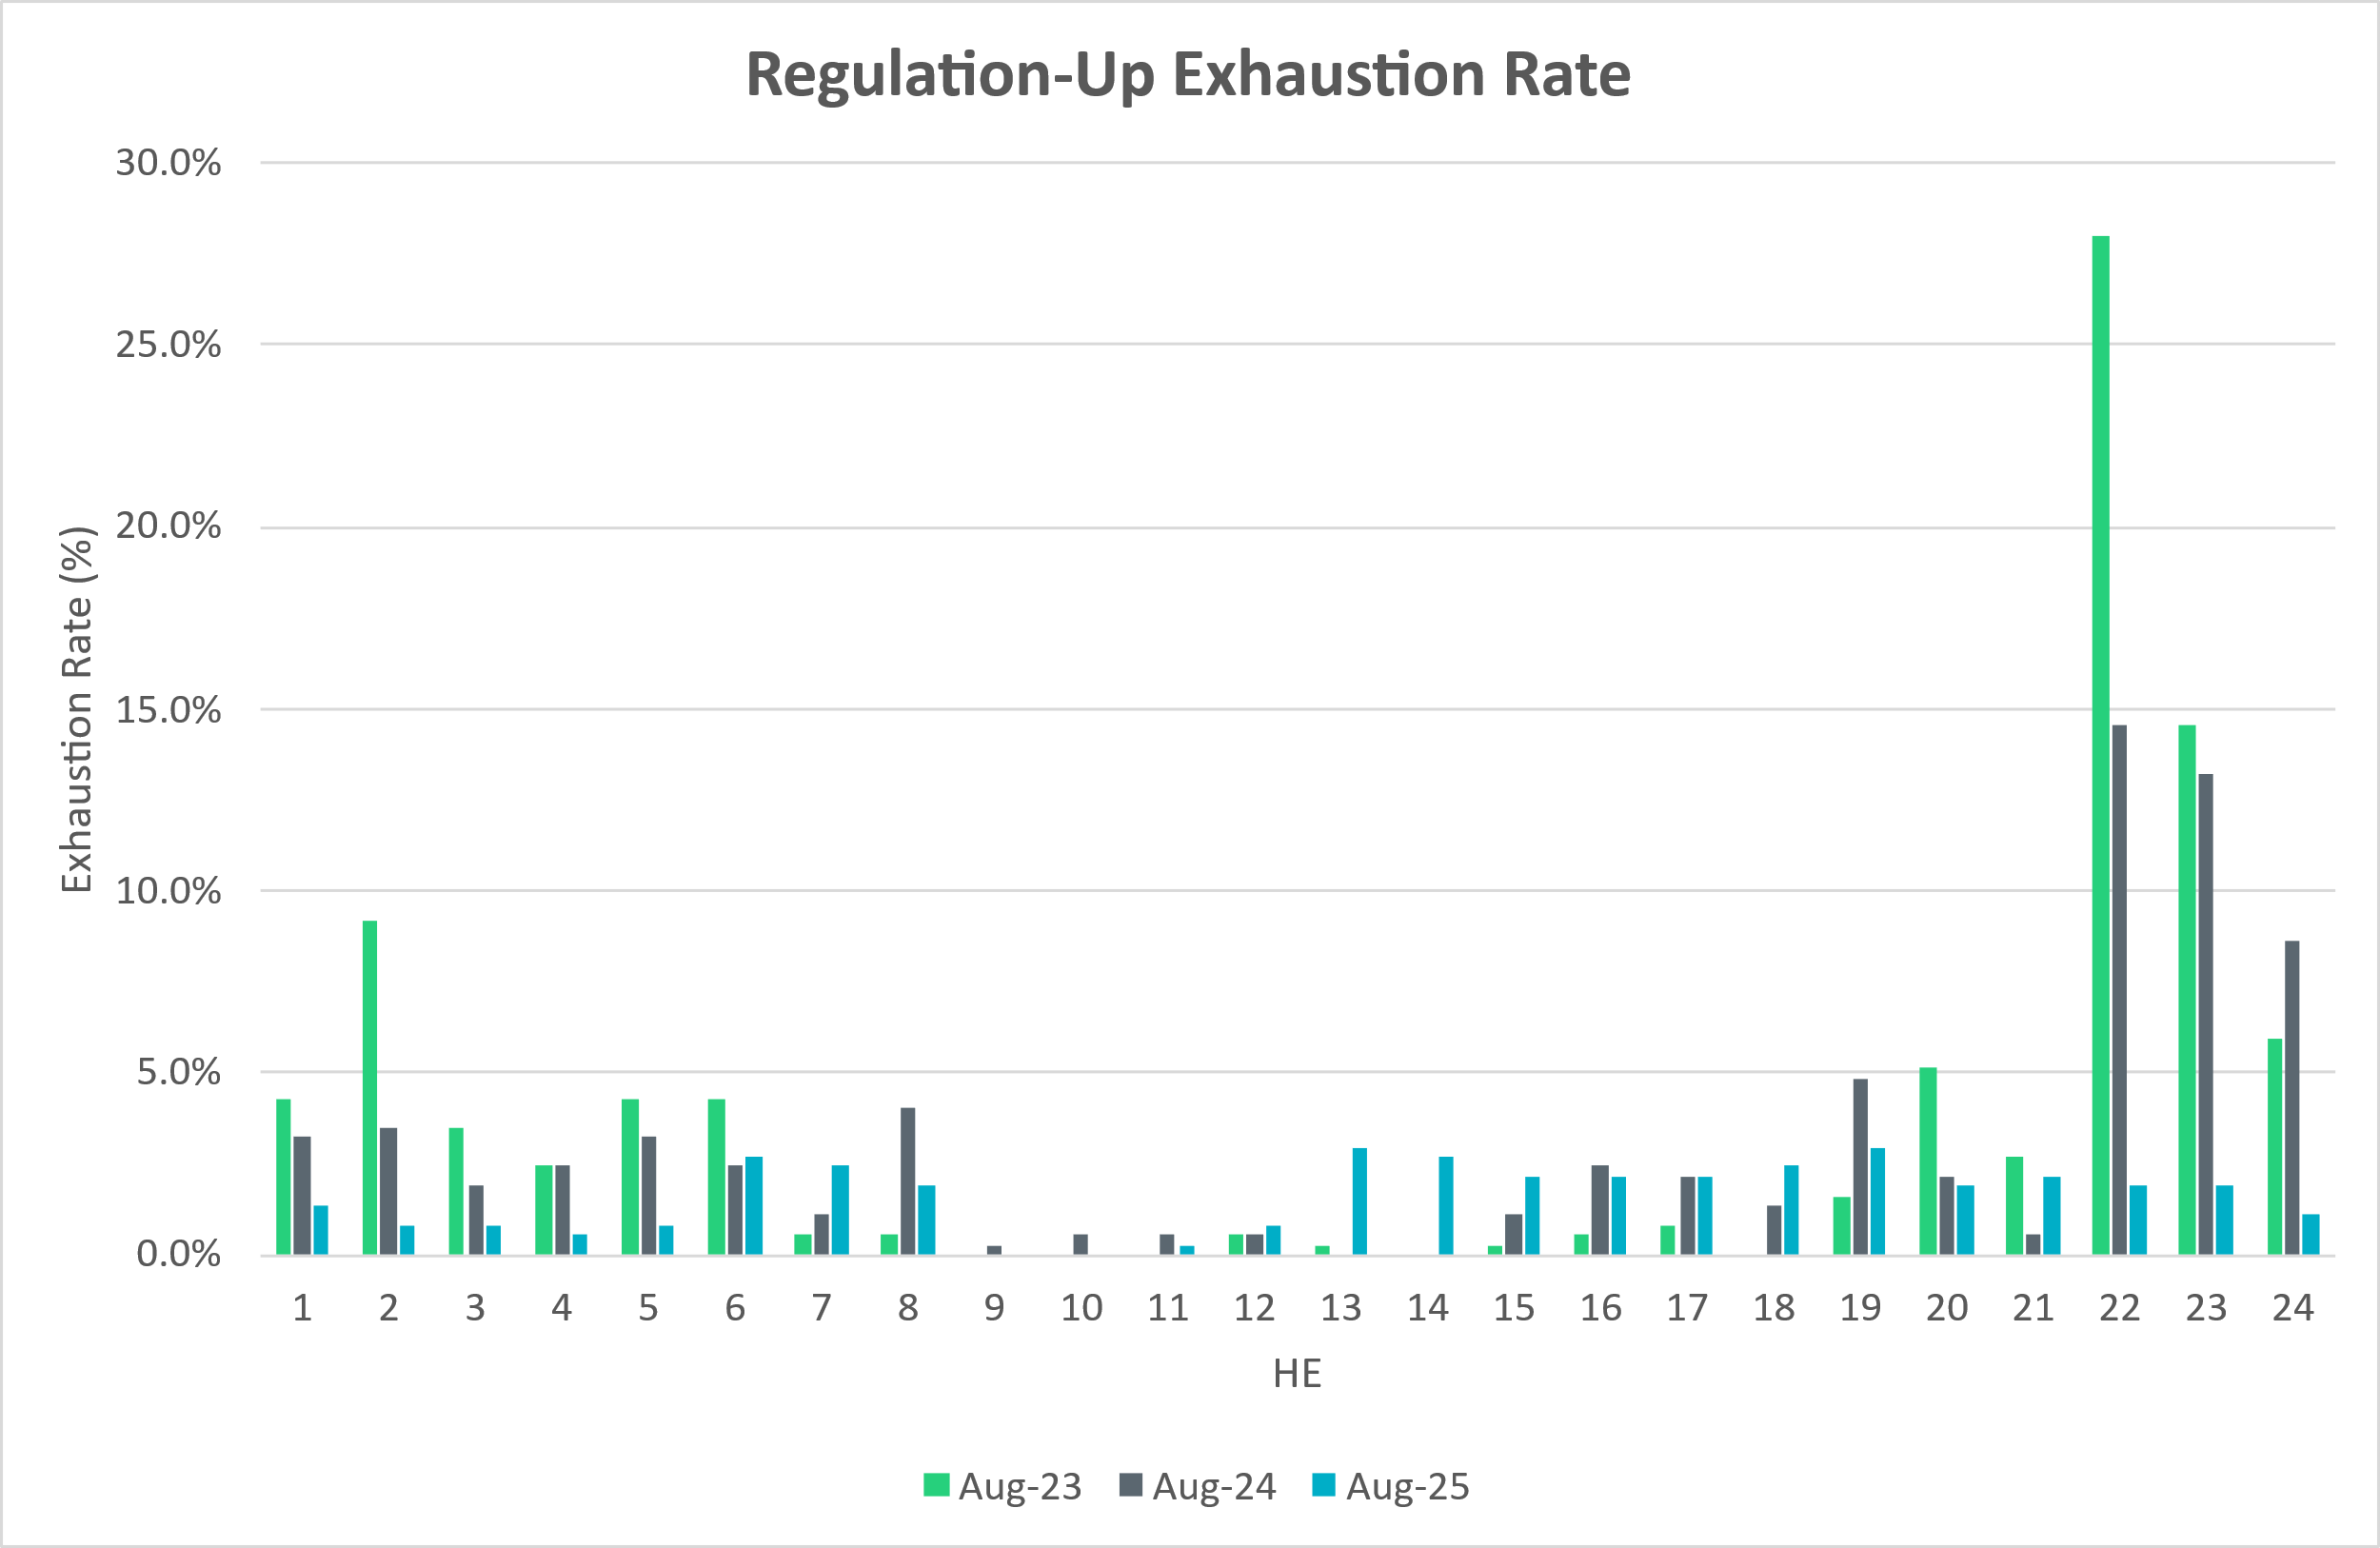 Regulation-Up Exhaustion Rate
30.0%
25.0%
20.0%
15.0%
10.0%
5.0%
0.0%
Exhaustion Rate (%)
1 2 3 4 5 6 7 8 9 10 11 12 13 14 15 16 17 18 19 20 21 22 23 24
HE
Aug-23 Aug-24 Aug-25